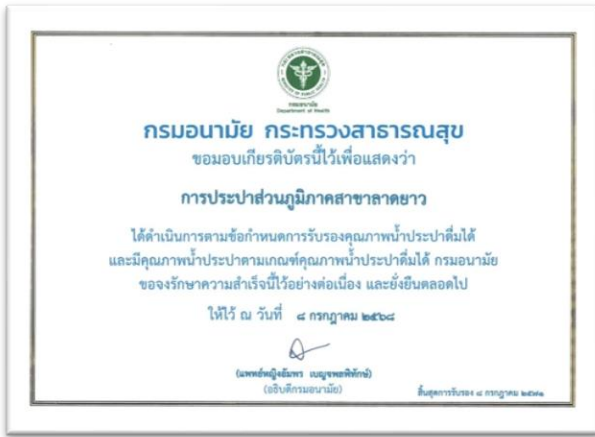 กรมอนามัย
Department of Health
กรมอนามัย กระทรวงสาธารณสุข
ขอมอบเกียรติบัตรนี้ไว้เพื่อแสดงว่า
การประปาส่วนภูมิภาคสาขาลาดยาว
ได้ดำเนินการตามข้อกำหนดการรับรองคุณภาพน้ำประปาดื่มได้
และมีคุณภาพน้ำประปาตามเกณฑ์คุณภาพน้ำประปาดื่มได้ กรมอนามัย
ขอจงรักษาความสำเร็จนี้ไว้อย่างต่อเนื่อง และยั่งยืนตลอดไป
ให้ไว้ ณ วันที่ ๘ กรกฎาคม ๒๕๖๘
(แพทย์หญิงอัมพร เบญจพลพิทักษ์)
(อธิบดีกรมอนามัย)
สิ้นสุดการรับรอง ๘ กรกฎาคม ๒๕๗๑